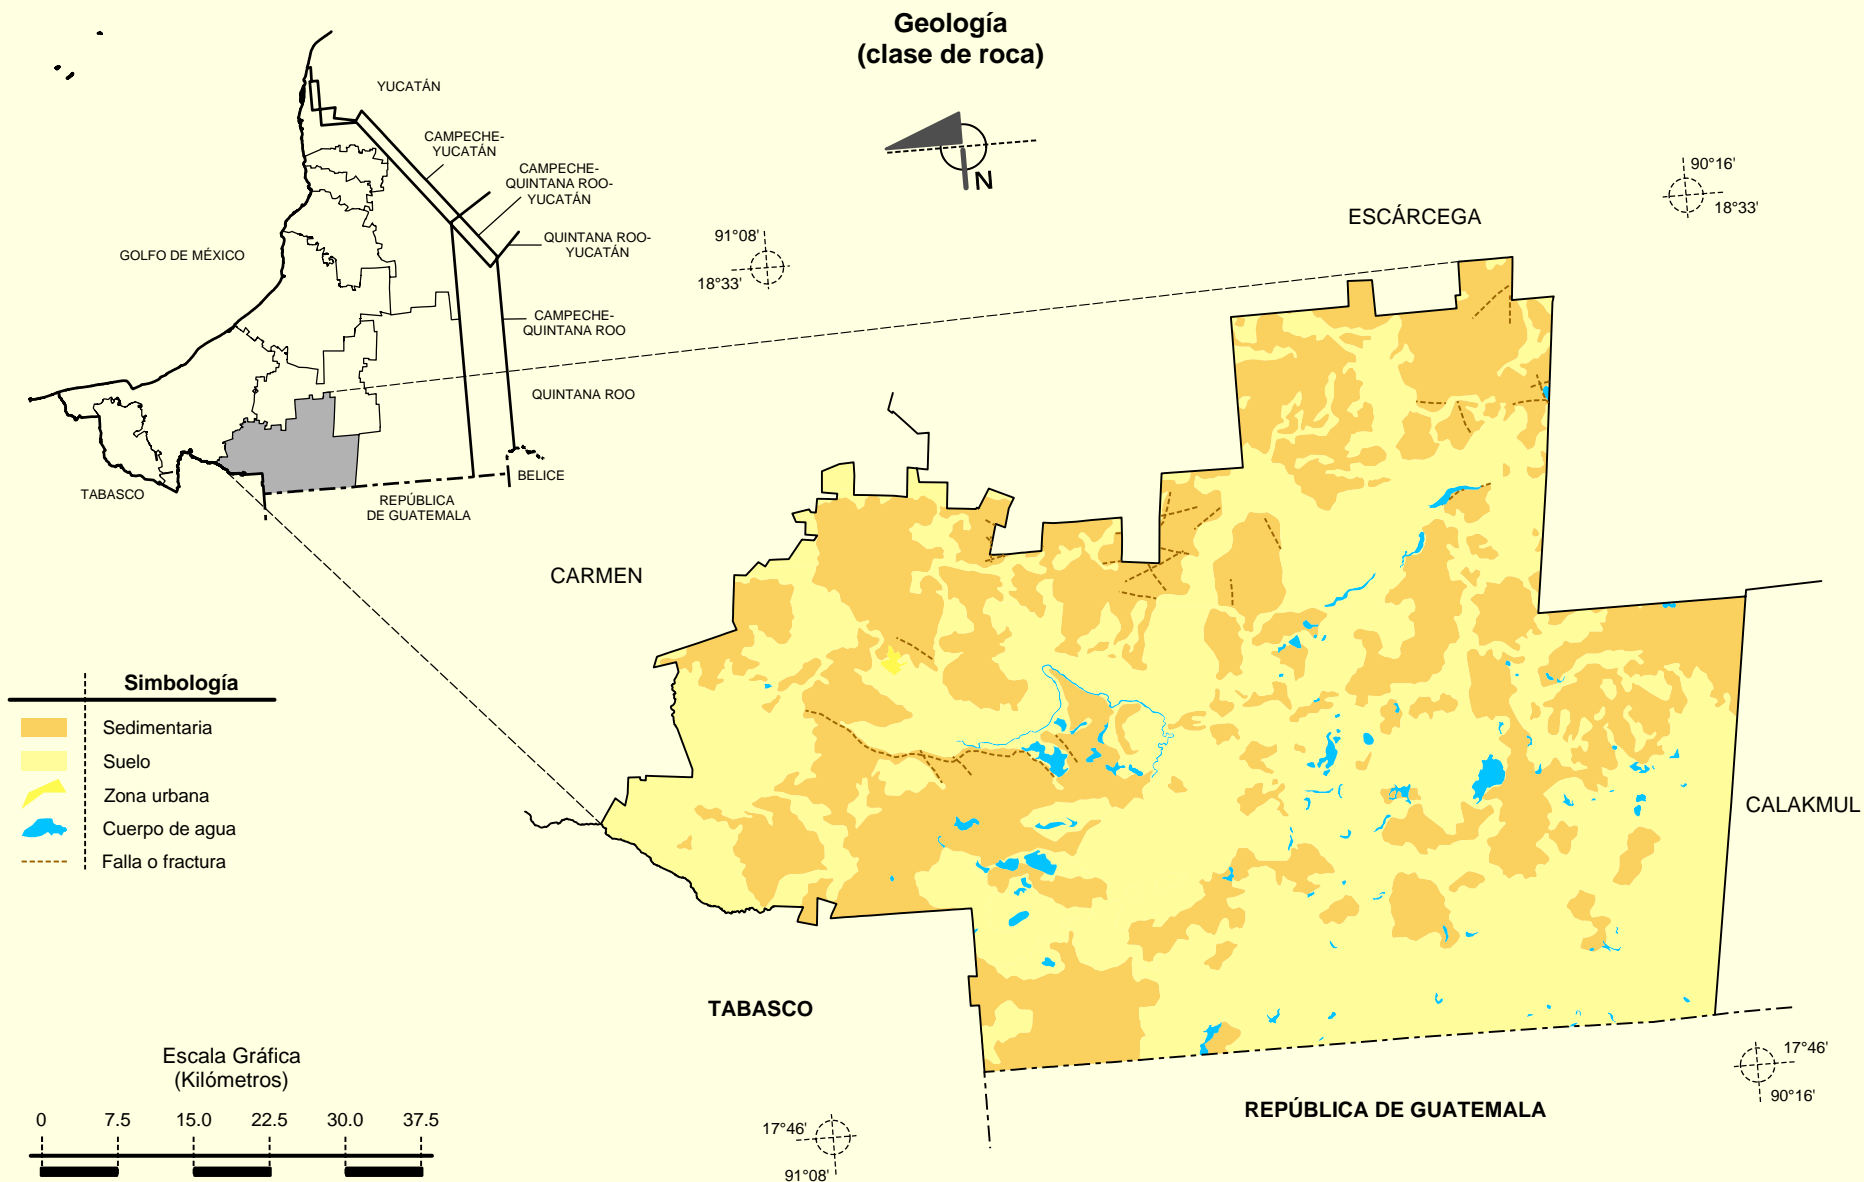 Geología
(clase de roca)
YUCATÁN
CAMPECHE-
YUCATÁN
CAMPECHE-
QUINTANA ROO-
YUCATÁN
QUINTANA ROO-
YUCATÁN
GOLFO DE MÉXICO
CAMPECHE-
QUINTANA ROO
QUINTANA ROO
BELICE
TABASCO
REPÚBLICA
DE GUATEMALA
N
91°08'
18°33'
90°16'
18°33'
ESCÁRCEGA
CARMEN
CALAKMUL
TABASCO
REPÚBLICA DE GUATEMALA
17°46'
91°08'
17°46'
90°16'
Simbología
Sedimentaria
Suelo
Zona urbana
Cuerpo de agua
Falla o fractura
Escala Gráfica
(Kilómetros)
0 7.5 15.0 22.5 30.0 37.5